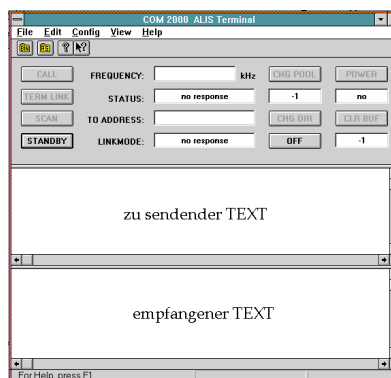 COM 2000 ALIS Terminal
File Edit Config View Help
CALL FREQUENCY: kHz CHG POOL POWER
TERM LINK STATUS: no response -1 no
SCAN TO ADDRESS: CHG DIR CLR BUF
STANDBY LINKMODE: no response OFF -1
zu sendender TEXT
empfangener TEXT
For Help, press F1